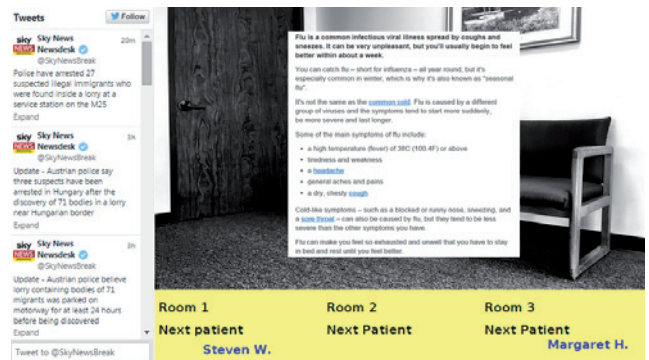 Tweets
Follow
sky NEWS
Sky News
20m
Newsdesk
@SkyNewsBreak
Police have arrested 27
suspected illegal immigrants who
were found inside a lorry at a
service station on the M25
Expand
sky NEWS
Sky News
Newsdesk
@SkyNewsBreak
Update - Austrian police say
three suspects have been
arrested in Hungary after the
discovery of 71 bodies in a lorry
near Hungarian border
Expand
sky NEWS
Sky News
Newsdesk
@SkyNewsBreak
Update - Austrian police believe
lorry containing bodies of 71
migrants was parked on
motorway for at least 24 hours
before being discovered
Expand
Tweet to @SkyNewsBreak
Flu is a common infectious viral illness spread by coughs and
sneezes. It can be very unpleasant, but you'll usually begin to feel
better within about a week.
You can catch flu – short for influenza – all year round, but it's
especially common in winter, which is why it's also known as "seasonal
flu".
It's not the same as the common cold. Flu is caused by a different
group of viruses and the symptoms tend to start more suddenly,
be more severe and last longer.
Some of the main symptoms of flu include:
• a high temperature (fever) of 38C (100.4F) or above
• tiredness and weakness
• a headache
• general aches and pains
• a dry, chesty cough
Cold-like symptoms – such as a blocked or runny nose, sneezing, and
a sore throat – can also be caused by flu, but they tend to be less
severe than the other symptoms you have.
Flu can make you feel so exhausted and unwell that you have to stay
in bed and rest until you feel better.
Room 1
Next patient
Steven W.
Room 2
Next Patient
Room 3
Next Patient
Margaret H.